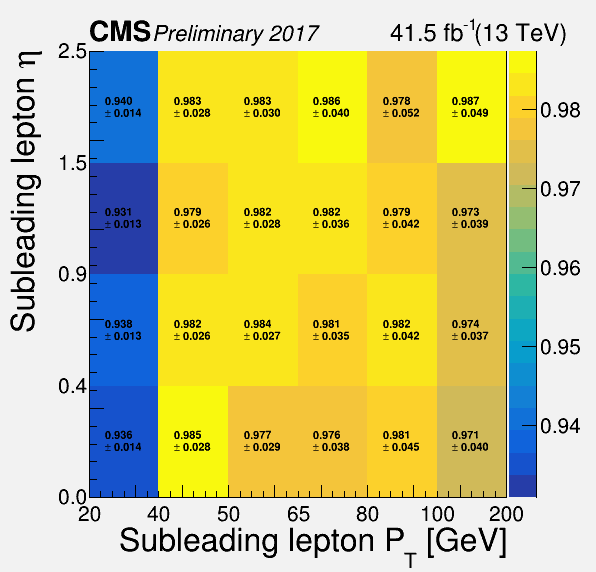 CMS Preliminary 2017 41.5 fb⁻¹(13 TeV)
Subleading lepton η
2.5
1.5
0.9
0.4
0.0
0.940 0.983 0.983 0.986 0.978 0.987
± 0.014 ± 0.028 ± 0.030 ± 0.040 ± 0.052 ± 0.049
0.931 0.979 0.982 0.982 0.979 0.973
± 0.013 ± 0.026 ± 0.028 ± 0.036 ± 0.042 ± 0.039
0.938 0.982 0.984 0.981 0.982 0.974
± 0.013 ± 0.026 ± 0.027 ± 0.035 ± 0.042 ± 0.037
0.936 0.985 0.977 0.976 0.981 0.971
± 0.014 ± 0.028 ± 0.029 ± 0.038 ± 0.045 ± 0.040
0.98
0.97
0.96
0.95
0.94
20 40 50 65 80 100 200
Subleading lepton P_T [GeV]